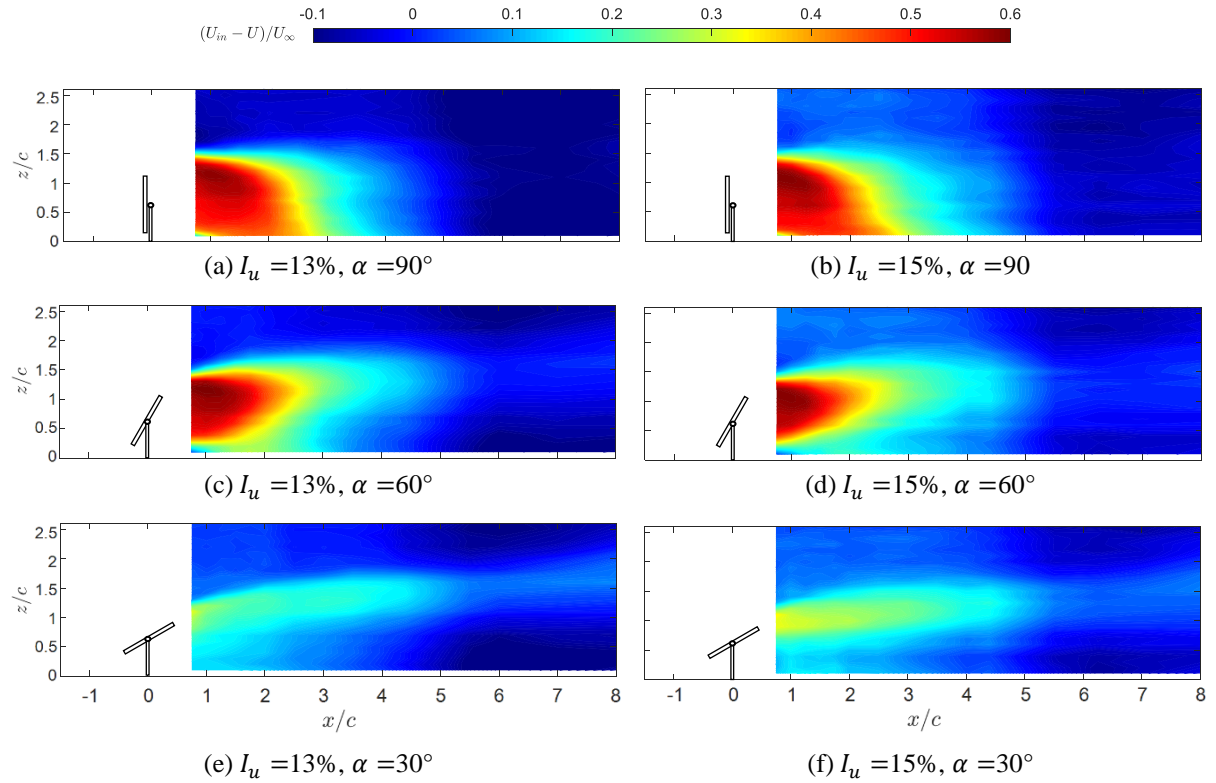 (U_in − U)/U_∞
-0.1 0 0.1 0.2 0.3 0.4 0.5 0.6
2.5
2
1.5
1
0.5
0
z/c
(a) I_u =13%, α =90°
(b) I_u =15%, α =90
2.5
2
1.5
1
0.5
0
z/c
(c) I_u =13%, α =60°
(d) I_u =15%, α =60°
2.5
2
1.5
1
0.5
0
z/c
-1 0 1 2 3 4 5 6 7 8
x/c
-1 0 1 2 3 4 5 6 7 8
x/c
(e) I_u =13%, α =30°
(f) I_u =15%, α =30°